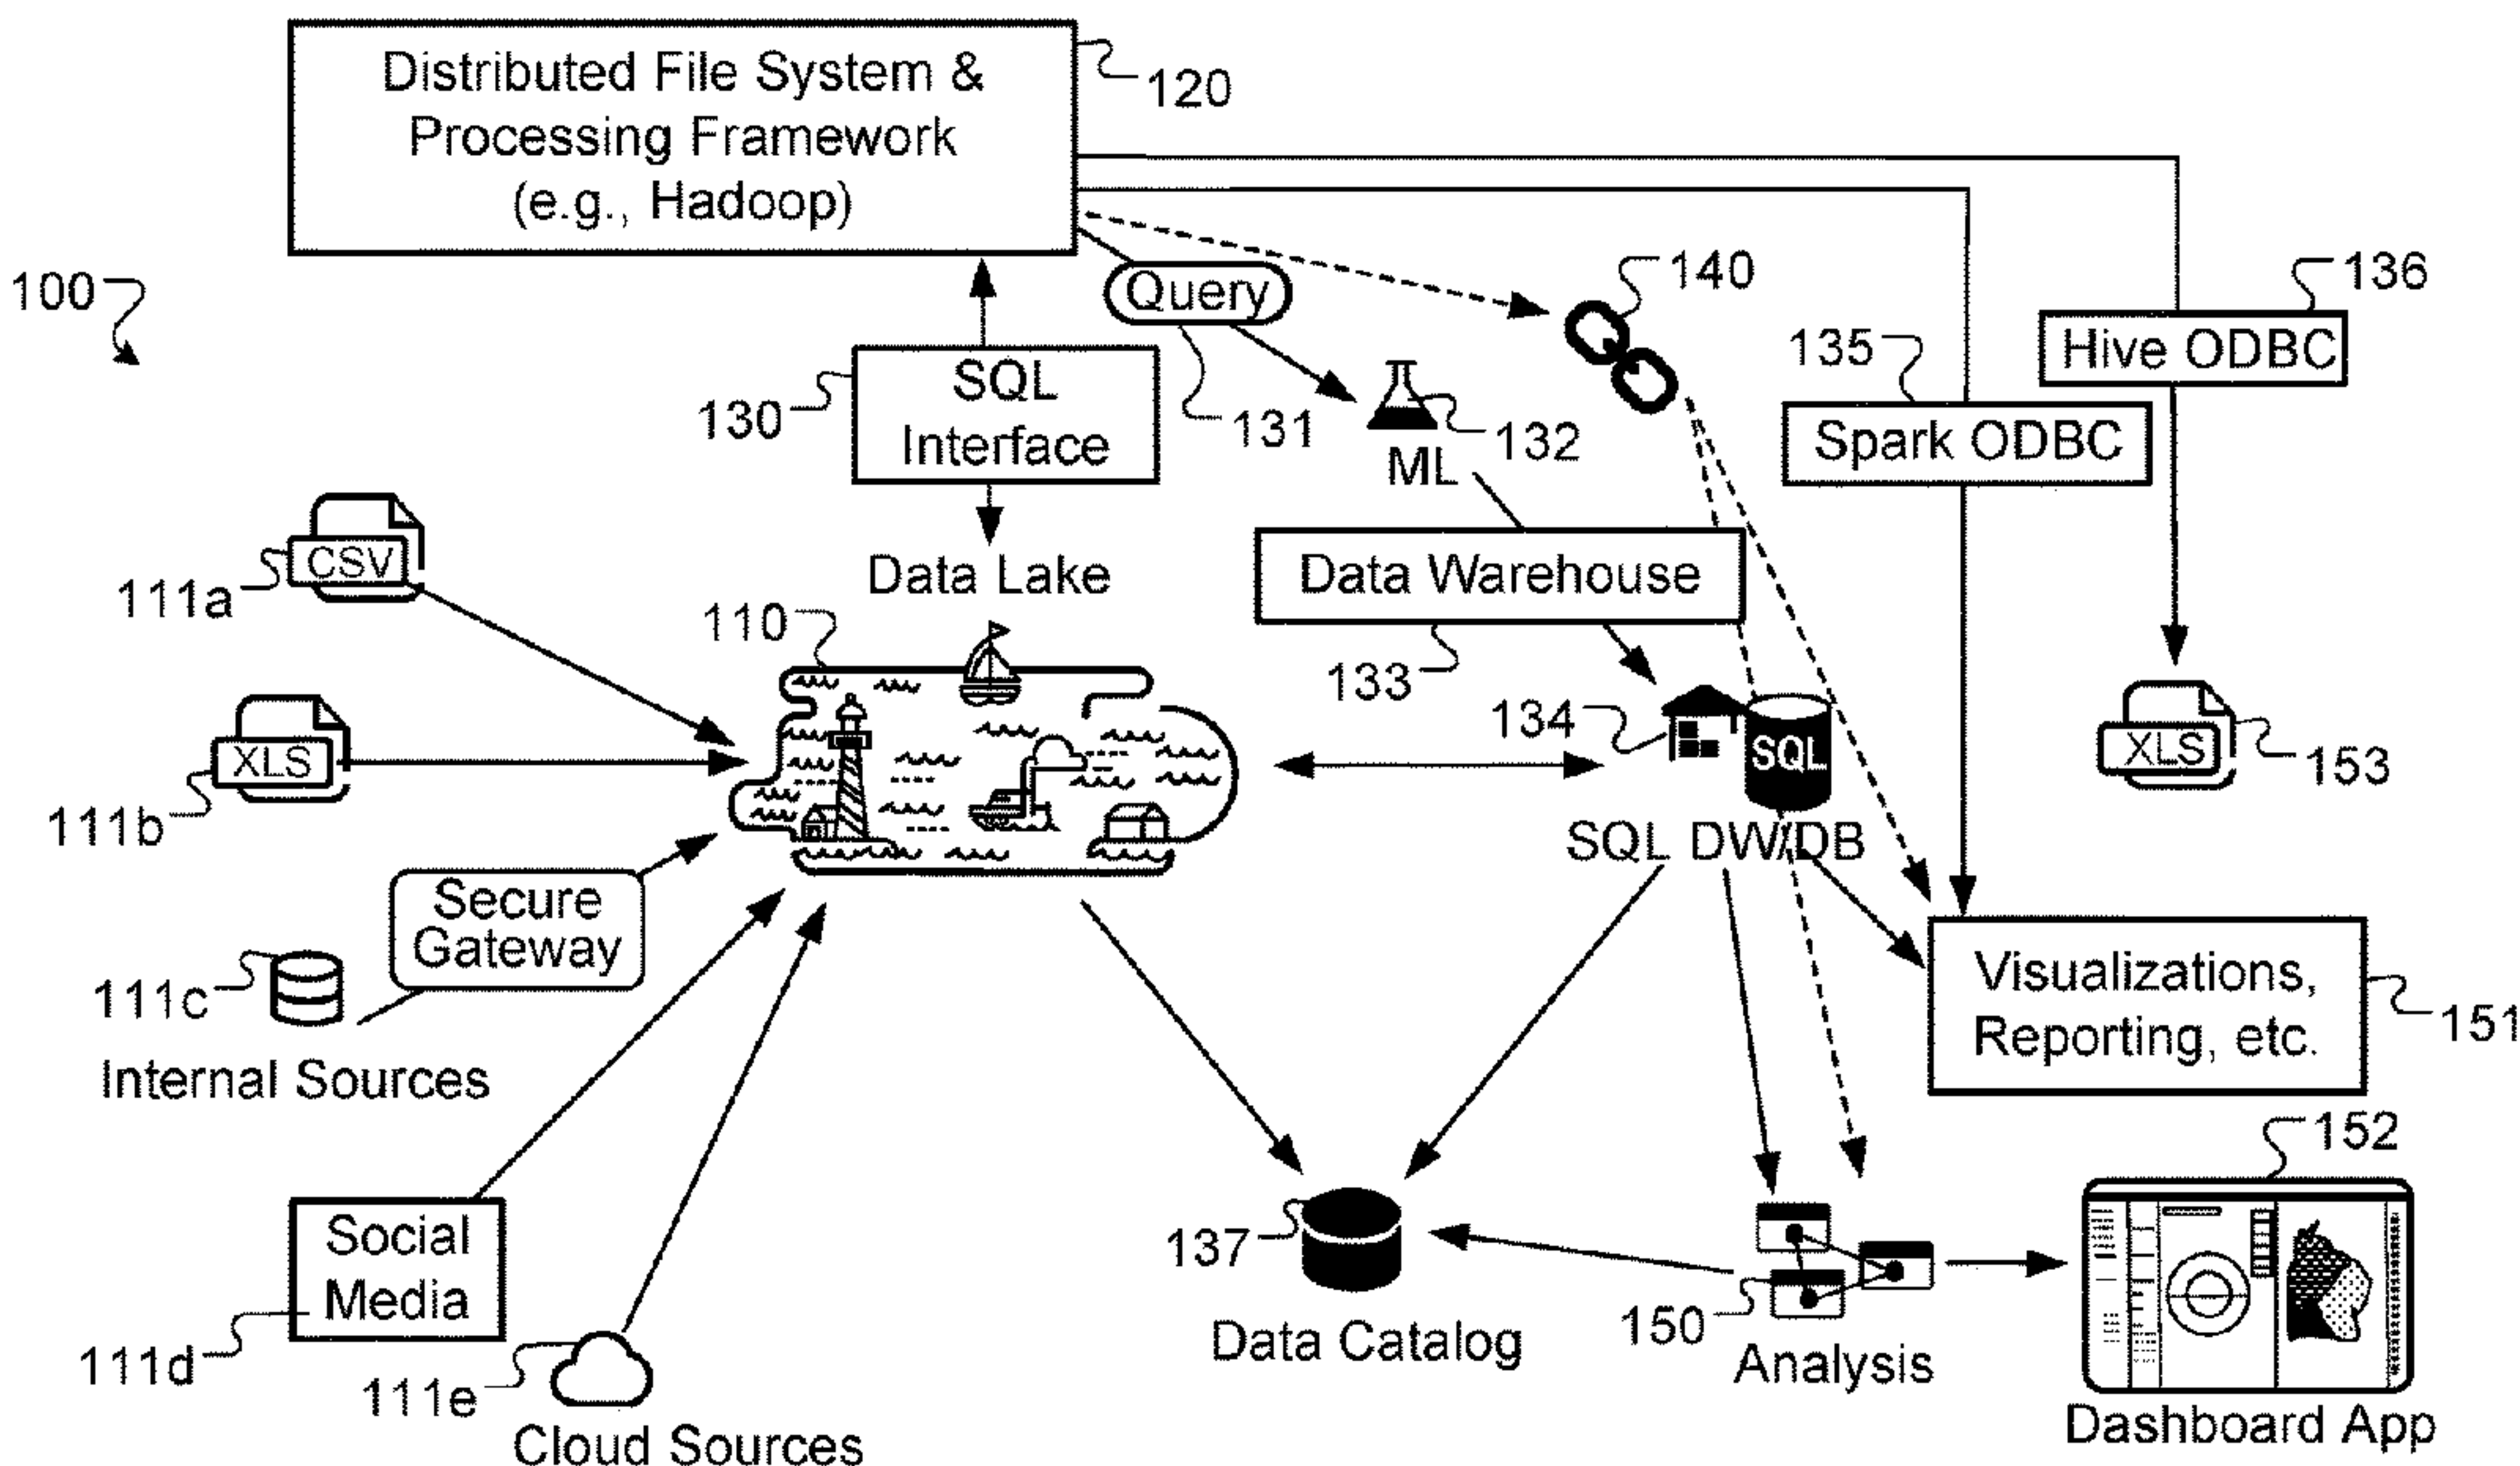 Distributed File System &
Processing Framework
(e.g., Hadoop)
120
100
Query
140
136
Hive ODBC
135
Spark ODBC
SQL
Interface
130
131
132
ML
CSV
111a
Data Lake
110
Data Warehouse
133
134
SQL
SQL DW/DB
XLS
111b
XLS
153
Secure
Gateway
111c
Internal Sources
Visualizations,
Reporting, etc.
151
152
Social
Media
111d
111e
Cloud Sources
137
Data Catalog
150
Analysis
Dashboard App